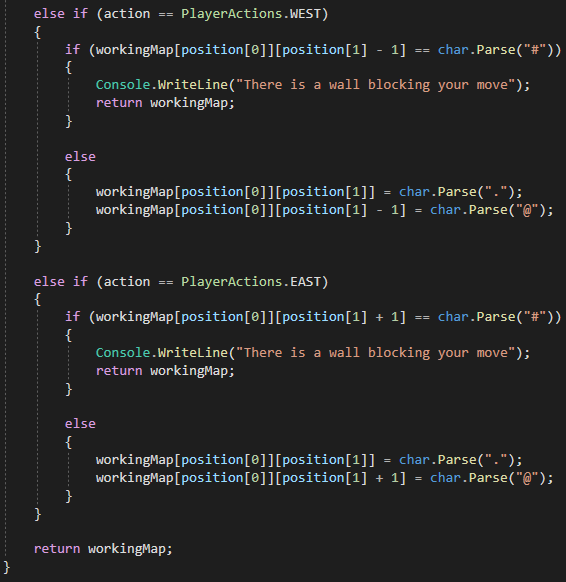 else if (action == PlayerActions.WEST)
{
if (workingMap[position[0]][position[1] - 1] == char.Parse("#"))
{
Console.WriteLine("There is a wall blocking your move");
return workingMap;
}
else
{
workingMap[position[0]][position[1]] = char.Parse(".");
workingMap[position[0]][position[1] - 1] = char.Parse("@");
}
}
else if (action == PlayerActions.EAST)
{
if (workingMap[position[0]][position[1] + 1] == char.Parse("#"))
{
Console.WriteLine("There is a wall blocking your move");
return workingMap;
}
else
{
workingMap[position[0]][position[1]] = char.Parse(".");
workingMap[position[0]][position[1] + 1] = char.Parse("@");
}
}
return workingMap;
}